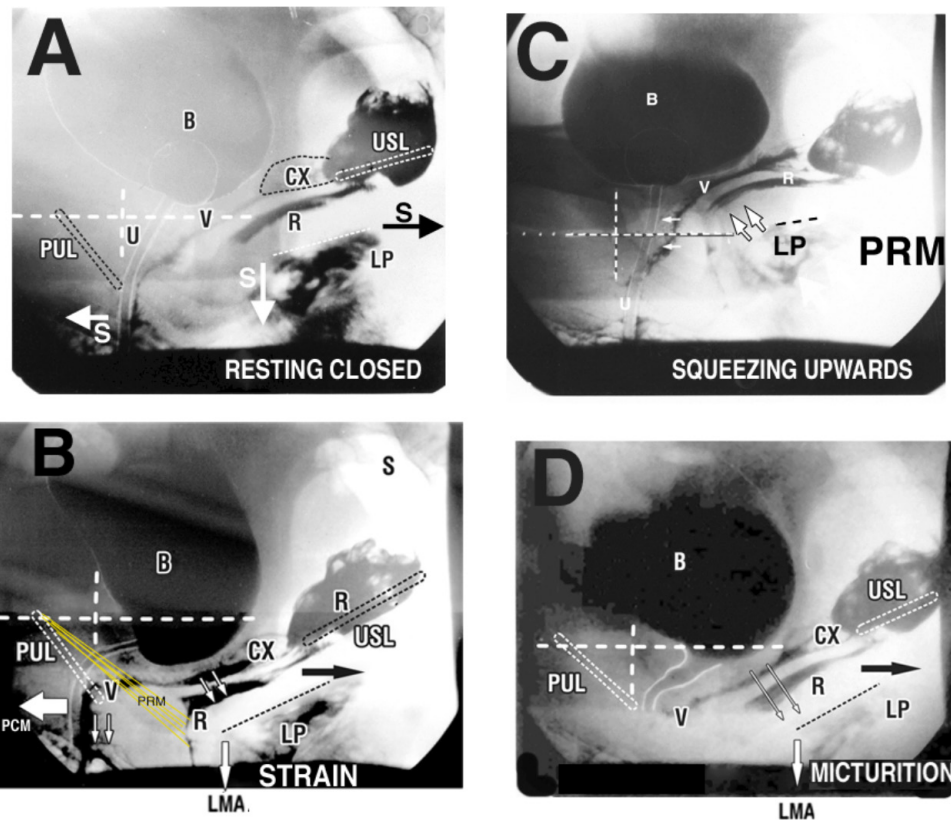 A
B
USL
CX
V
R
S
U
PUL
LP
S
S
RESTING CLOSED
C
B
V
R
LP
PRM
U
SQUEEZING UPWARDS
B
S
B
R
CX
USL
PUL
V
PRM
R
PCM
LP
STRAIN
LMA.
D
B
USL
CX
PUL
R
V
LP
MICTURITION
LMA